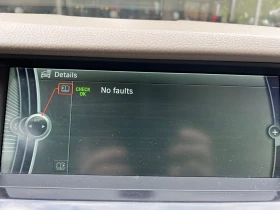 Details
CHECK
OK
No faults